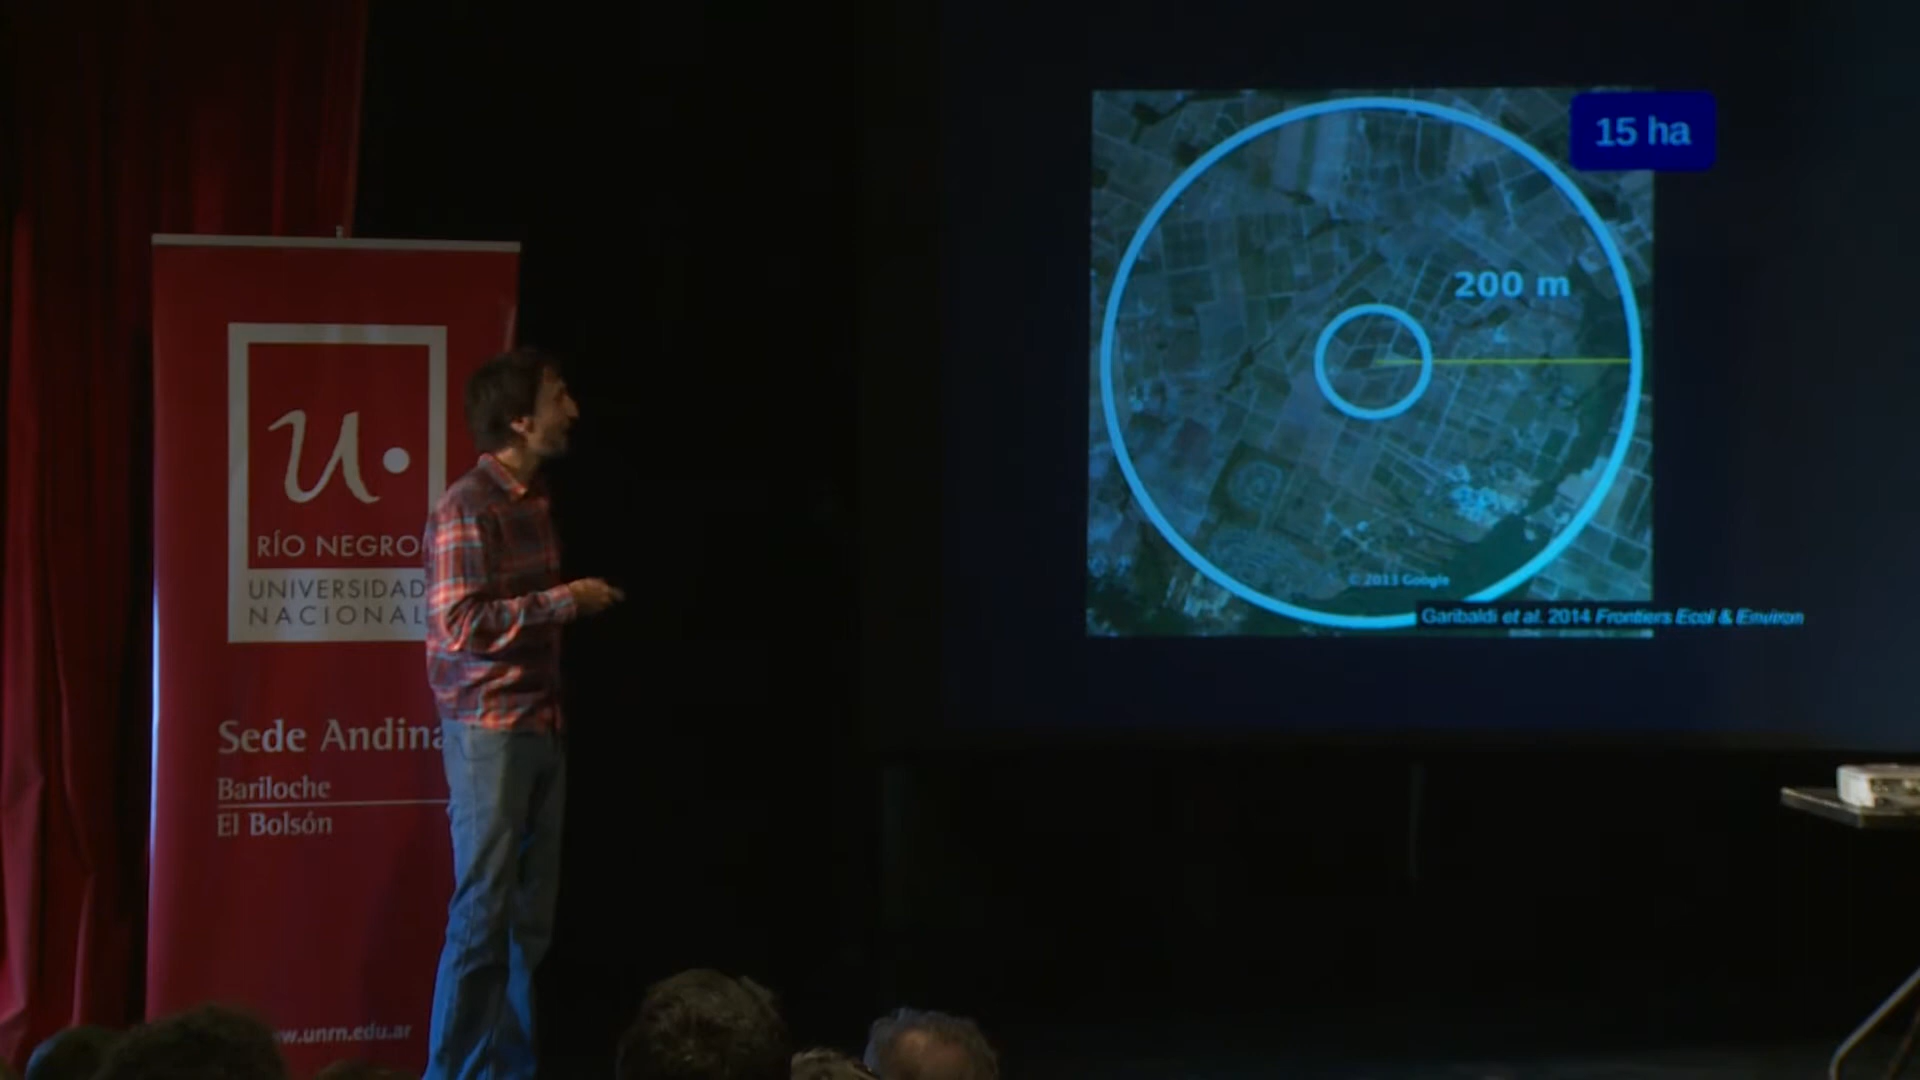 u.
RÍO NEGRO
UNIVERSIDAD
NACIONAL
Sede Andina
Bariloche
El Bolsón
w.unrn.edu.ar
15 ha
200 m
© 2013 Google
Garibaldi et al. 2014 Frontiers Ecol & Environ